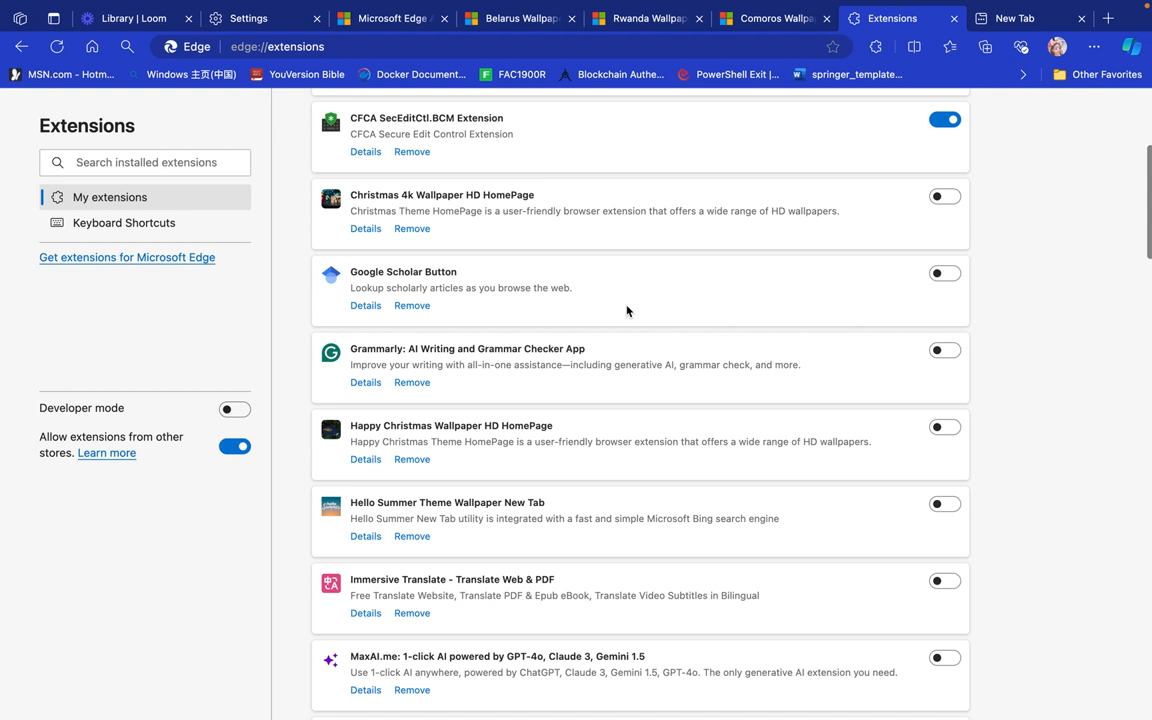 Library | Loom
Settings
Microsoft Edge
Belarus Wallpap
Rwanda Wallpap
Comoros Wallpa
Extensions
New Tab
Edge
edge://extensions
MSN.com - Hotm...
Windows 主页(中国)
YouVersion Bible
Docker Document...
FAC1900R
Blockchain Authe...
PowerShell Exit |...
springer_template...
Other Favorites
Extensions
Search installed extensions
My extensions
Keyboard Shortcuts
Get extensions for Microsoft Edge
Developer mode
Allow extensions from other
stores. Learn more
CFCA SecEditCtl.BCM Extension
CFCA Secure Edit Control Extension
Details Remove
Christmas 4k Wallpaper HD HomePage
Christmas Theme HomePage is a user-friendly browser extension that offers a wide range of HD wallpapers.
Details Remove
Google Scholar Button
Lookup scholarly articles as you browse the web.
Details Remove
Grammarly: AI Writing and Grammar Checker App
Improve your writing with all-in-one assistance—including generative AI, grammar check, and more.
Details Remove
Happy Christmas Wallpaper HD HomePage
Happy Christmas Theme HomePage is a user-friendly browser extension that offers a wide range of HD wallpapers.
Details Remove
Hello Summer Theme Wallpaper New Tab
Hello Summer New Tab utility is integrated with a fast and simple Microsoft Bing search engine
Details Remove
Immersive Translate - Translate Web & PDF
Free Translate Website, Translate PDF & Epub eBook, Translate Video Subtitles in Bilingual
Details Remove
MaxAI.me: 1-click AI powered by GPT-4o, Claude 3, Gemini 1.5
Use 1-click AI anywhere, powered by ChatGPT, Claude 3, Gemini 1.5, GPT-4o. The only generative AI extension you need.
Details Remove